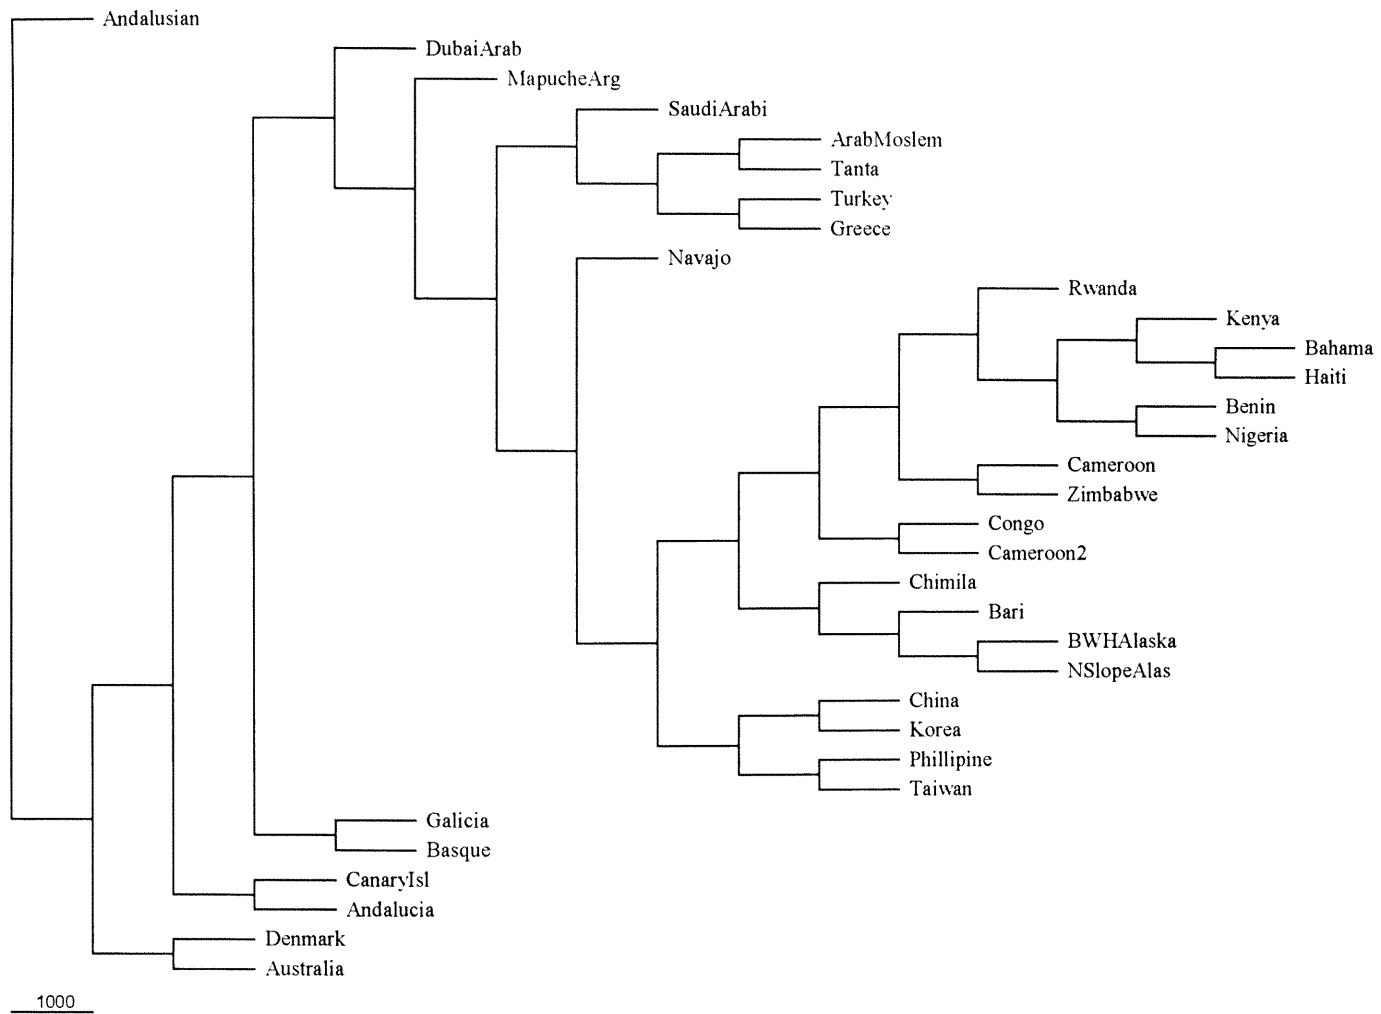 Andalusian
DubaiArab
MapucheArg
SaudiArabi
ArabMoslem
Tanta
Turkey
Greece
Navajo
Rwanda
Kenya
Bahama
Haiti
Benin
Nigeria
Cameroon
Zimbabwe
Congo
Cameroon2
Chimila
Bari
BWHAlaska
NSlopeAlas
China
Korea
Phillipine
Taiwan
Galicia
Basque
CanaryIsl
Andalucia
Denmark
Australia
1000